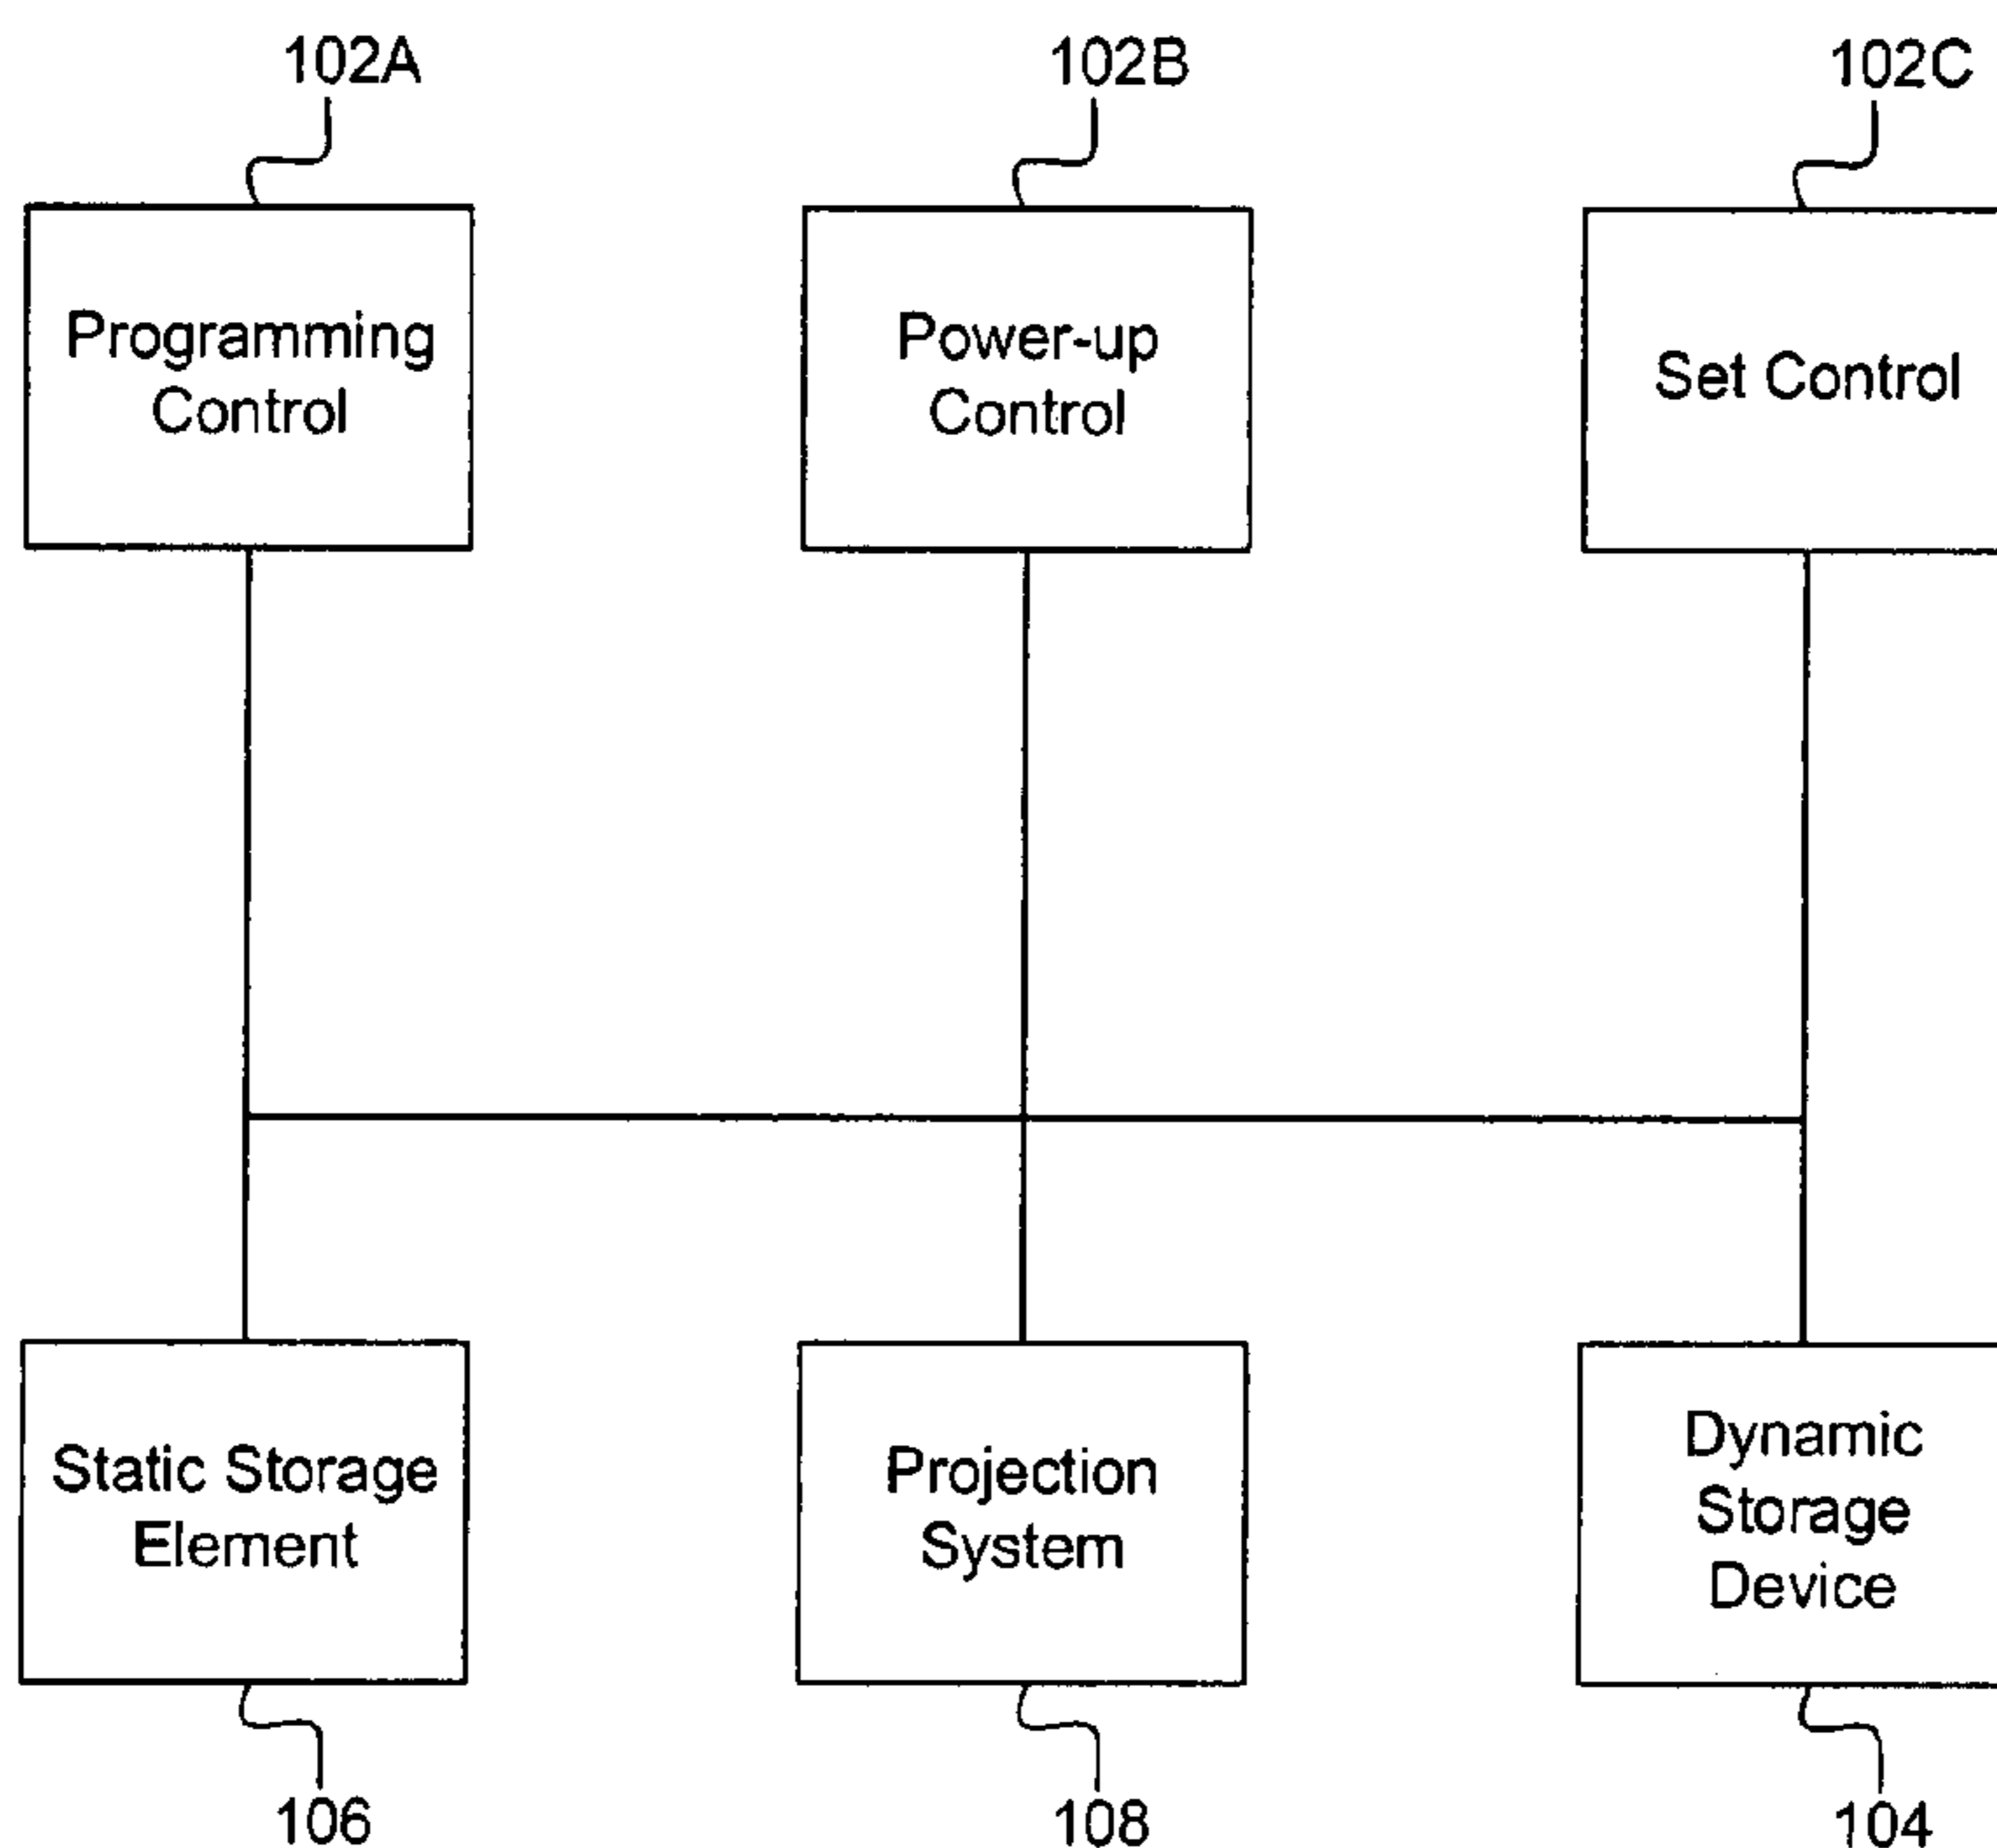 102A
102B
102C
Programming
Control
Power-up
Control
Set Control
Static Storage
Element
Projection
System
Dynamic
Storage
Device
106
108
104